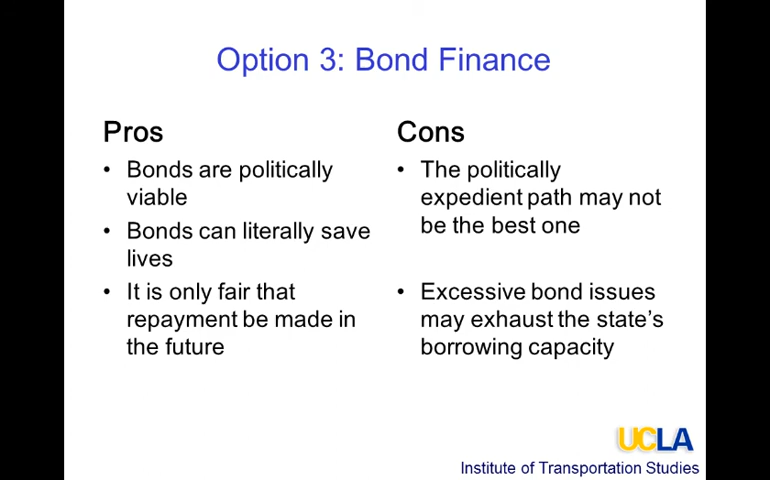 Option 3: Bond Finance
Pros
• Bonds are politically
viable
• Bonds can literally save
lives
• It is only fair that
repayment be made in
the future
Cons
• The politically
expedient path may not
be the best one
• Excessive bond issues
may exhaust the state’s
borrowing capacity
UCLA
Institute of Transportation Studies